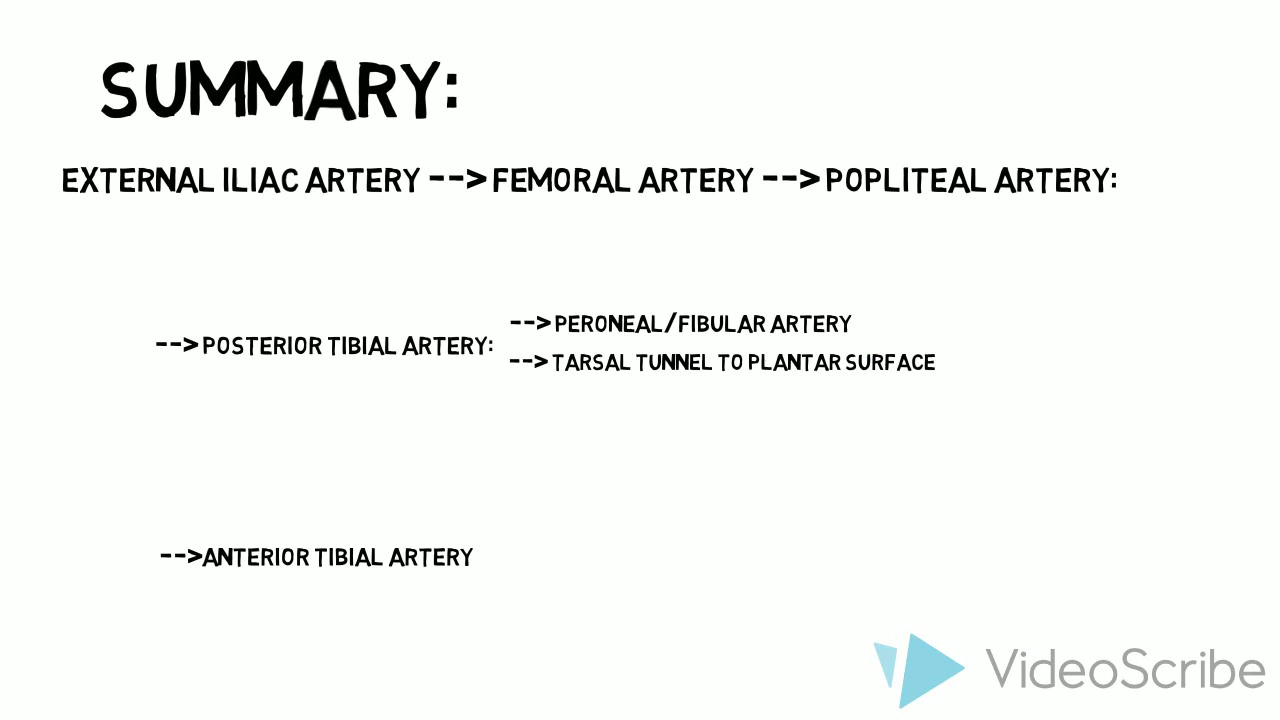 SUMMARY:
EXTERNAL ILIAC ARTERY --> FEMORAL ARTERY --> POPLITEAL ARTERY:
--> PERONEAL/FIBULAR ARTERY
--> POSTERIOR TIBIAL ARTERY:
--> TARSAL TUNNEL TO PLANTAR SURFACE
-->ANTERIOR TIBIAL ARTERY
VideoScribe